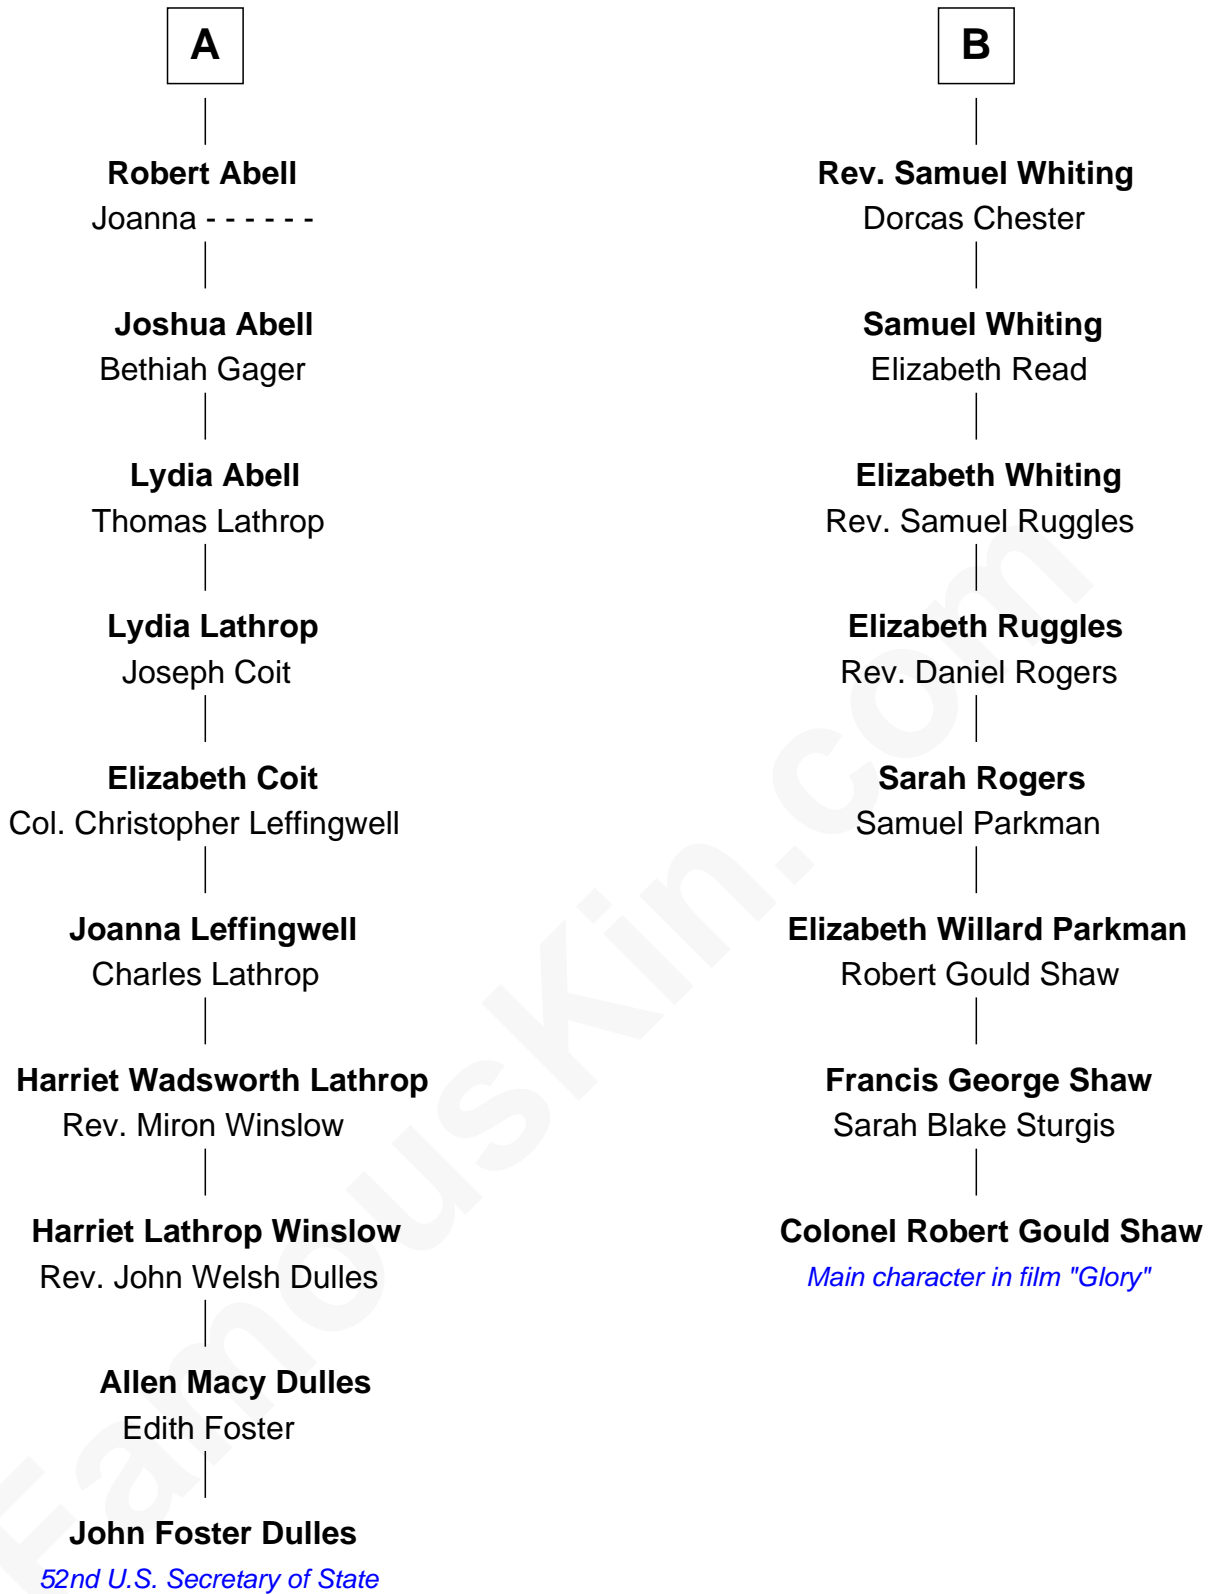 A
Robert Abell
Joanna - - - - - -
Joshua Abell
Bethiah Gager
Lydia Abell
Thomas Lathrop
Lydia Lathrop
Joseph Coit
Elizabeth Coit
Col. Christopher Leffingwell
Joanna Leffingwell
Charles Lathrop
Harriet Wadsworth Lathrop
Rev. Miron Winslow
Harriet Lathrop Winslow
Rev. John Welsh Dulles
Allen Macy Dulles
Edith Foster
John Foster Dulles
52nd U.S. Secretary of State
B
Rev. Samuel Whiting
Dorcas Chester
Samuel Whiting
Elizabeth Read
Elizabeth Whiting
Rev. Samuel Ruggles
Elizabeth Ruggles
Rev. Daniel Rogers
Sarah Rogers
Samuel Parkman
Elizabeth Willard Parkman
Robert Gould Shaw
Francis George Shaw
Sarah Blake Sturgis
Colonel Robert Gould Shaw
Main character in film "Glory"
FamousKin.com